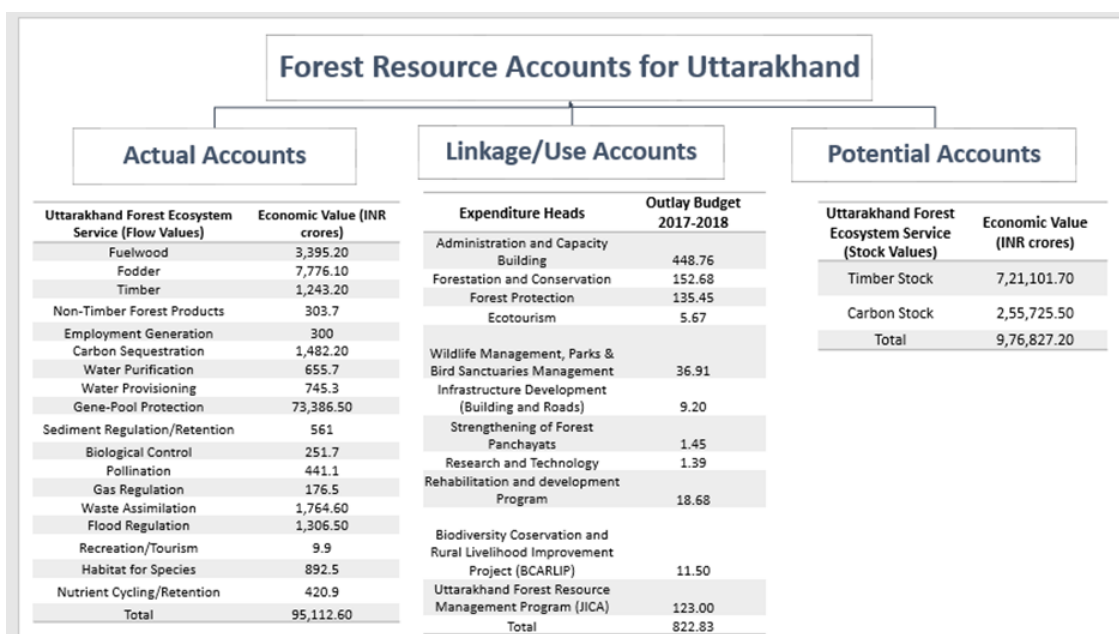 Forest Resource Accounts for Uttarakhand
Actual Accounts
Uttarakhand Forest Ecosystem Economic Value (INR
Service (Flow Values) crores)
Fuelwood 3,395.20
Fodder 7,776.10
Timber 1,243.20
Non-Timber Forest Products 303.7
Employment Generation 300
Carbon Sequestration 1,482.20
Water Purification 655.7
Water Provisioning 745.3
Gene-Pool Protection 73,386.50
Sediment Regulation/Retention 561
Biological Control 251.7
Pollination 441.1
Gas Regulation 176.5
Waste Assimilation 1,764.60
Flood Regulation 1,306.50
Recreation/Tourism 9.9
Habitat for Species 892.5
Nutrient Cycling/Retention 420.9
Total 95,112.60
Linkage/Use Accounts
Expenditure Heads Outlay Budget
2017-2018
Administration and Capacity
Building 448.76
Forestation and Conservation 152.68
Forest Protection 135.45
Ecotourism 5.67
Wildlife Management, Parks &
Bird Sanctuaries Management 36.91
Infrastructure Development
(Building and Roads) 9.20
Strengthening of Forest
Panchayats 1.45
Research and Technology 1.39
Rehabilitation and development
Program 18.68
Biodiversity Coservation and
Rural Livelihood Improvement
Project (BCARLIP) 11.50
Uttarakhand Forest Resource
Management Program (JICA) 123.00
Total 822.83
Potential Accounts
Uttarakhand Forest
Ecosystem Service Economic Value
(Stock Values) (INR crores)
Timber Stock 7,21,101.70
Carbon Stock 2,55,725.50
Total 9,76,827.20